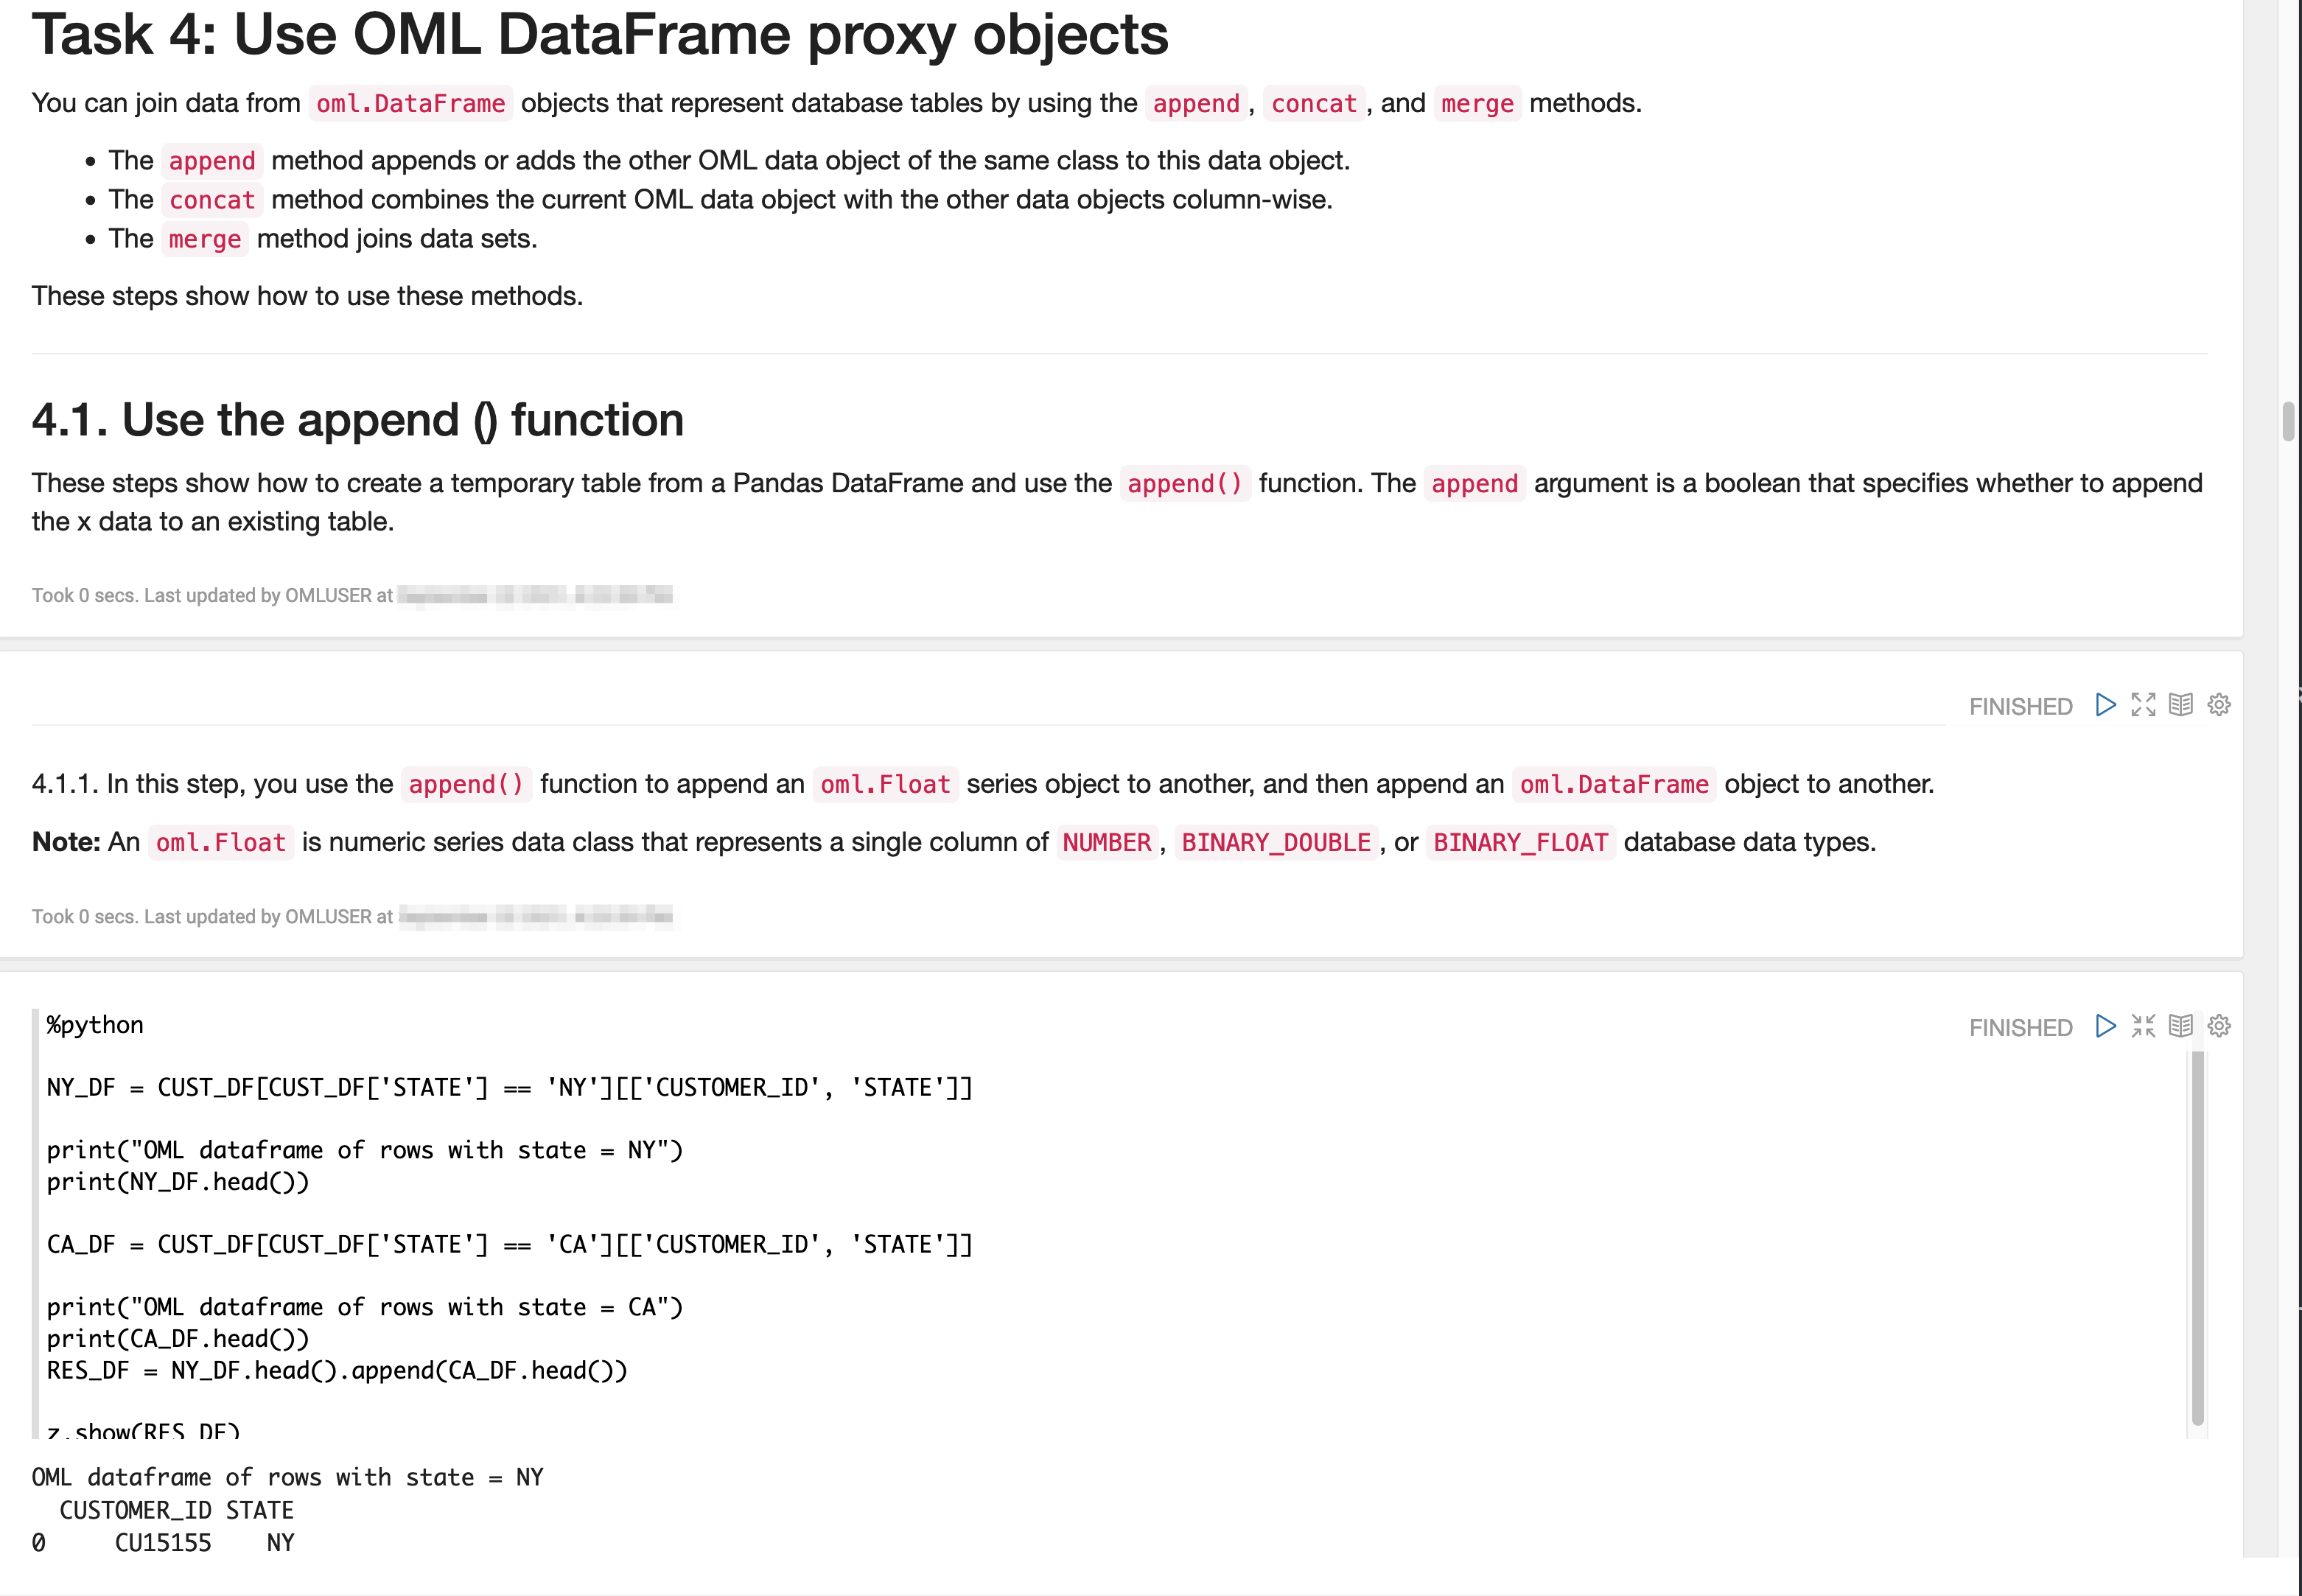 Task 4: Use OML DataFrame proxy objects
You can join data from oml.DataFrame objects that represent database tables by using the append, concat, and merge methods.
• The append method appends or adds the other OML data object of the same class to this data object.
• The concat method combines the current OML data object with the other data objects column-wise.
• The merge method joins data sets.
These steps show how to use these methods.
4.1. Use the append () function
These steps show how to create a temporary table from a Pandas DataFrame and use the append() function. The append argument is a boolean that specifies whether to append
the x data to an existing table.
Took 0 secs. Last updated by OMLUSER at
FINISHED
4.1.1. In this step, you use the append() function to append an oml.Float series object to another, and then append an oml.DataFrame object to another.
Note: An oml.Float is numeric series data class that represents a single column of NUMBER, BINARY_DOUBLE, or BINARY_FLOAT database data types.
Took 0 secs. Last updated by OMLUSER at
FINISHED
%python
NY_DF = CUST_DF[CUST_DF['STATE'] == 'NY'][['CUSTOMER_ID', 'STATE']]
print("OML dataframe of rows with state = NY")
print(NY_DF.head())
CA_DF = CUST_DF[CUST_DF['STATE'] == 'CA'][['CUSTOMER_ID', 'STATE']]
print("OML dataframe of rows with state = CA")
print(CA_DF.head())
RES_DF = NY_DF.head().append(CA_DF.head())
z.show(RES_DF)
OML dataframe of rows with state = NY
CUSTOMER_ID STATE
0 CU15155 NY